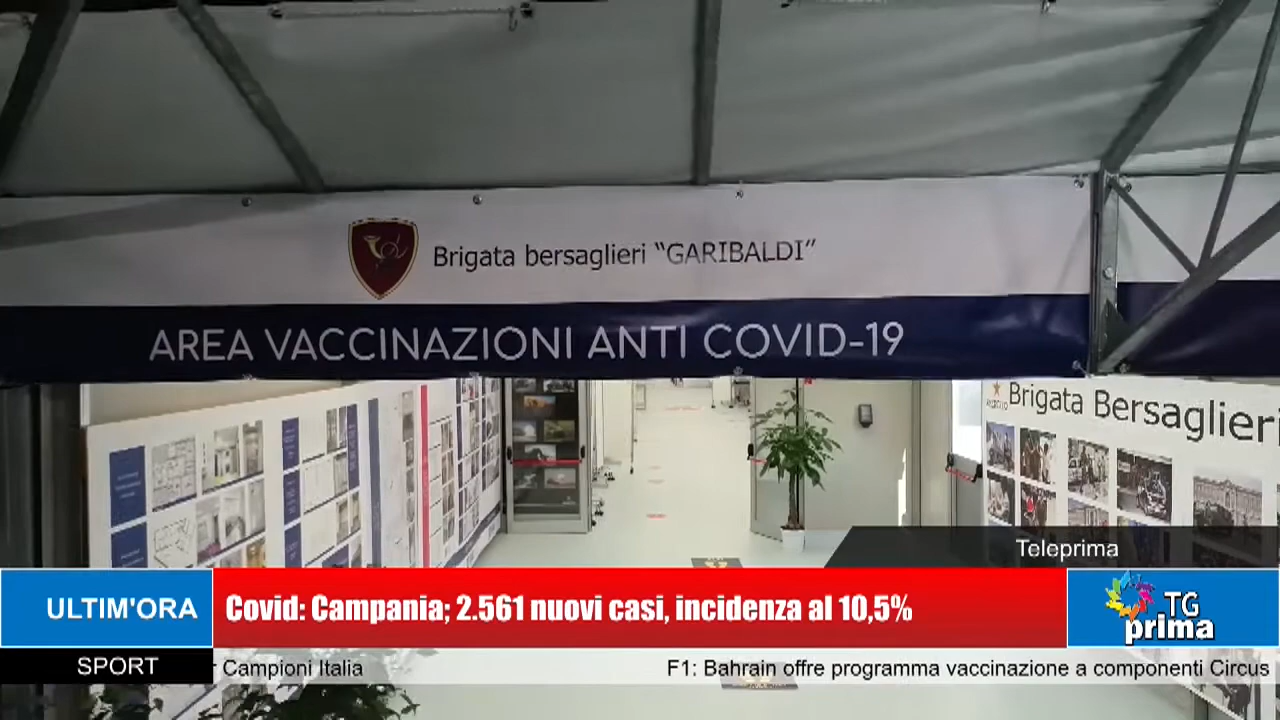 Brigata bersaglieri “GARIBALDI”
AREA VACCINAZIONI ANTI COVID-19
Brigata Bersaglieri
Teleprima
ULTIM'ORA
Covid: Campania; 2.561 nuovi casi, incidenza al 10,5%
TG
prima
SPORT
r Campioni Italia
F1: Bahrain offre programma vaccinazione a componenti Circus